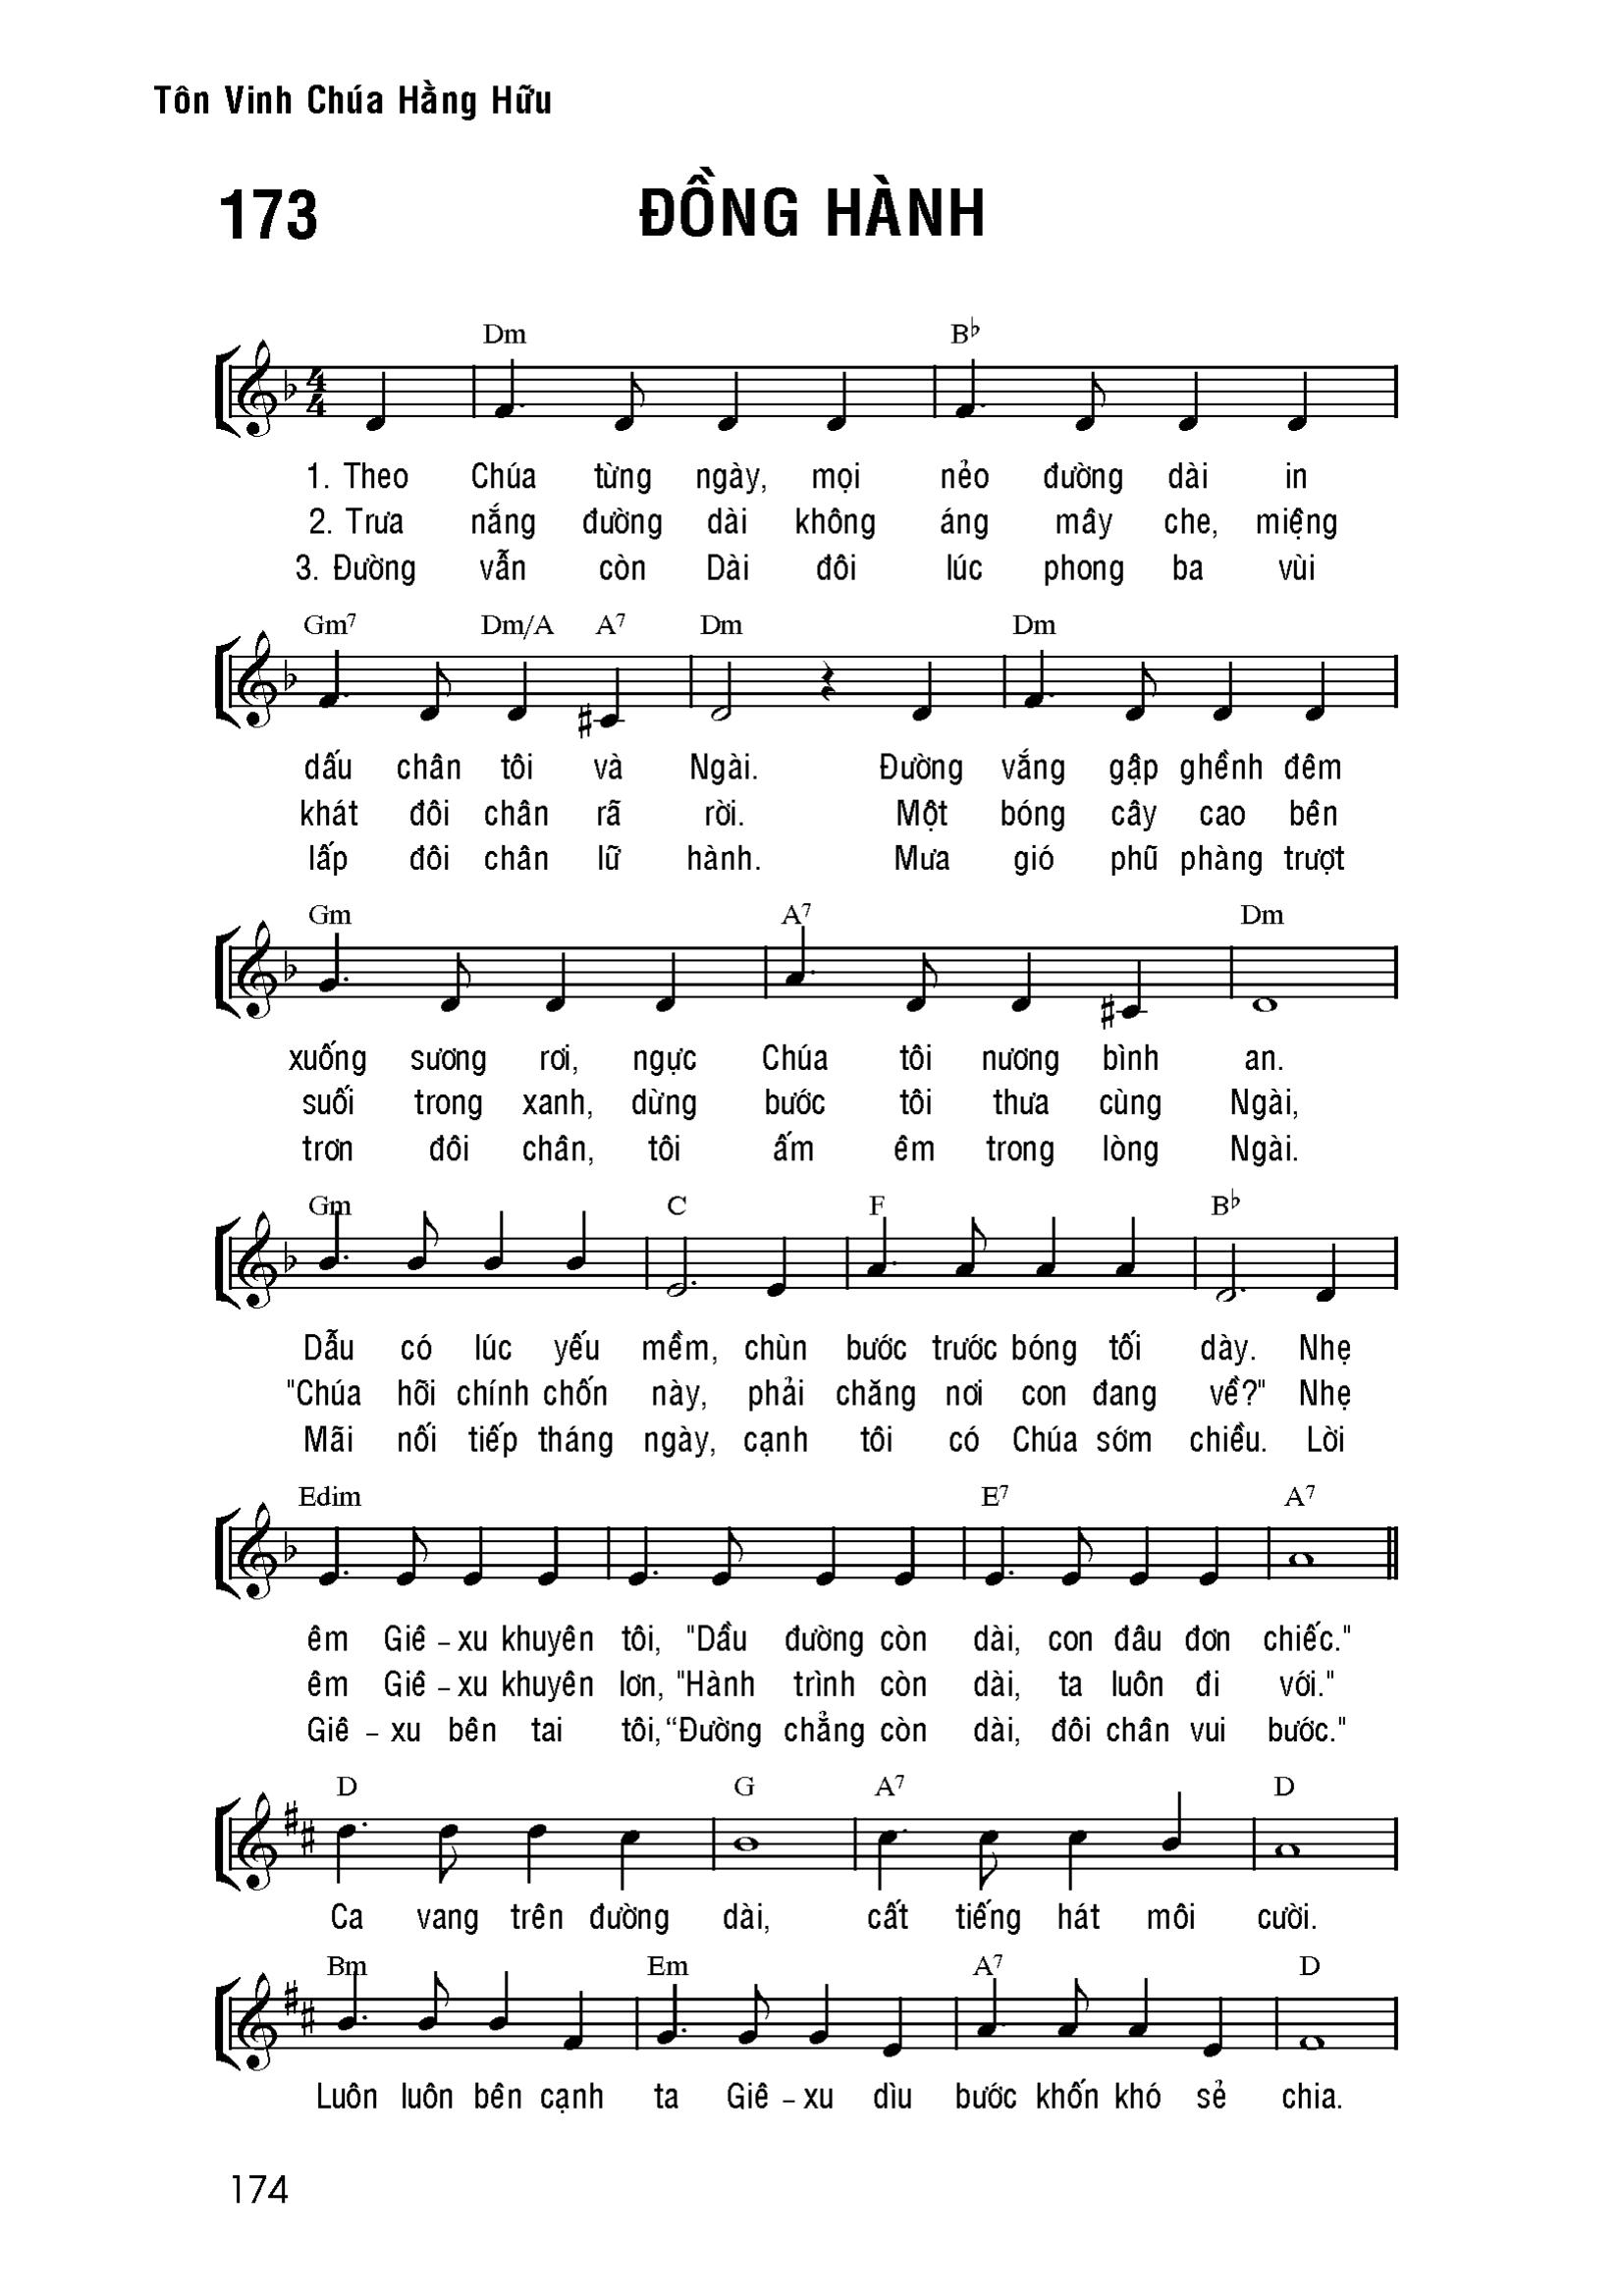 Tôn Vinh Chúa Hằng Hữu
173 ĐỒNG HÀNH
Dm B♭
4
4
1. Theo Chúa từng ngày, mọi nẻo đường dài in
2. Trưa nắng đường dài không áng mây che, miệng
3. Đường vẫn còn Dài đôi lúc phong ba vùi
Gm7 Dm/A A7 Dm Dm
dấu chân tôi và Ngài. Đường vắng gập ghềnh đêm
khát đôi chân rã rời. Một bóng cây cao bên
lấp đôi chân lữ hành. Mưa gió phũ phàng trượt
Gm A7 Dm
xuống sương rơi, ngực Chúa tôi nương bình an.
suối trong xanh, dừng bước tôi thưa cùng Ngài,
trơn đôi chân, tôi ấm êm trong lòng Ngài.
Gm C F B♭
Dẫu có lúc yếu mềm, chùn bước trước bóng tối dày. Nhẹ
"Chúa hỡi chính chốn này, phải chăng nơi con đang về?" Nhẹ
Mãi nối tiếp tháng ngày, cạnh tôi có Chúa sớm chiều. Lời
Edim E7 A7
êm Giê – xu khuyên tôi, "Dầu đường còn dài, con đâu đơn chiếc."
êm Giê – xu khuyên lơn, "Hành trình còn dài, ta luôn đi với."
Giê – xu bên tai tôi, “Đường chẳng còn dài, đôi chân vui bước."
D G A7 D
Ca vang trên đường dài, cất tiếng hát môi cười.
Bm Em A7 D
Luôn luôn bên cạnh ta Giê – xu dìu bước khốn khó sẻ chia.
174